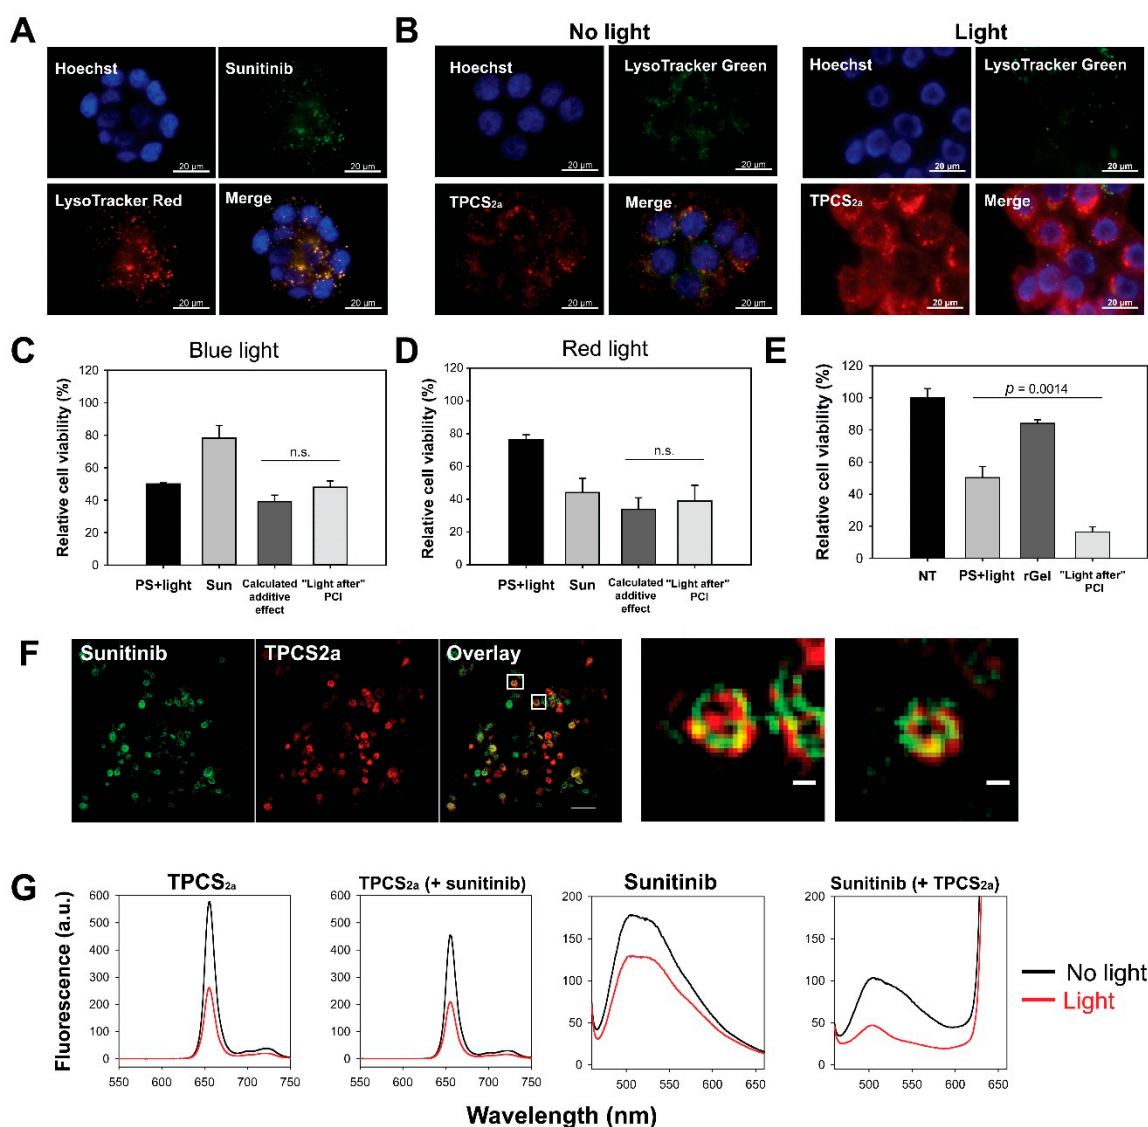 A
Hoechst
Sunitinib
20 µm
20 µm
LysoTracker Red
Merge
20 µm
20 µm
B
No light
Light
Hoechst
LysoTracker Green
20 µm
20 µm
TPCS2a
Merge
20 µm
20 µm
Hoechst
LysoTracker Green
20 µm
20 µm
TPCS2a
Merge
20 µm
20 µm
C
Blue light
Relative cell viability (%)
120
100
80
60
40
20
0
n.s.
PS+light
Sun
Calculated
additive
effect
"Light after"
PCI
D
Red light
Relative cell viability (%)
120
100
80
60
40
20
0
n.s.
PS+light
Sun
Calculated
additive
effect
"Light after"
PCI
E
Relative cell viability (%)
120
100
80
60
40
20
0
p = 0.0014
NT
PS+light
rGel
"Light after"
PCI
F
Sunitinib
TPCS2a
Overlay
G
Fluorescence (a.u.)
TPCS2a
600
500
400
300
200
100
0
550
600
650
700
750
TPCS2a (+ sunitinib)
600
500
400
300
200
100
0
550
600
650
700
750
Sunitinib
200
150
100
50
0
500
550
600
650
Sunitinib (+ TPCS2a)
200
150
100
50
0
500
550
600
650
No light
Light
Wavelength (nm)